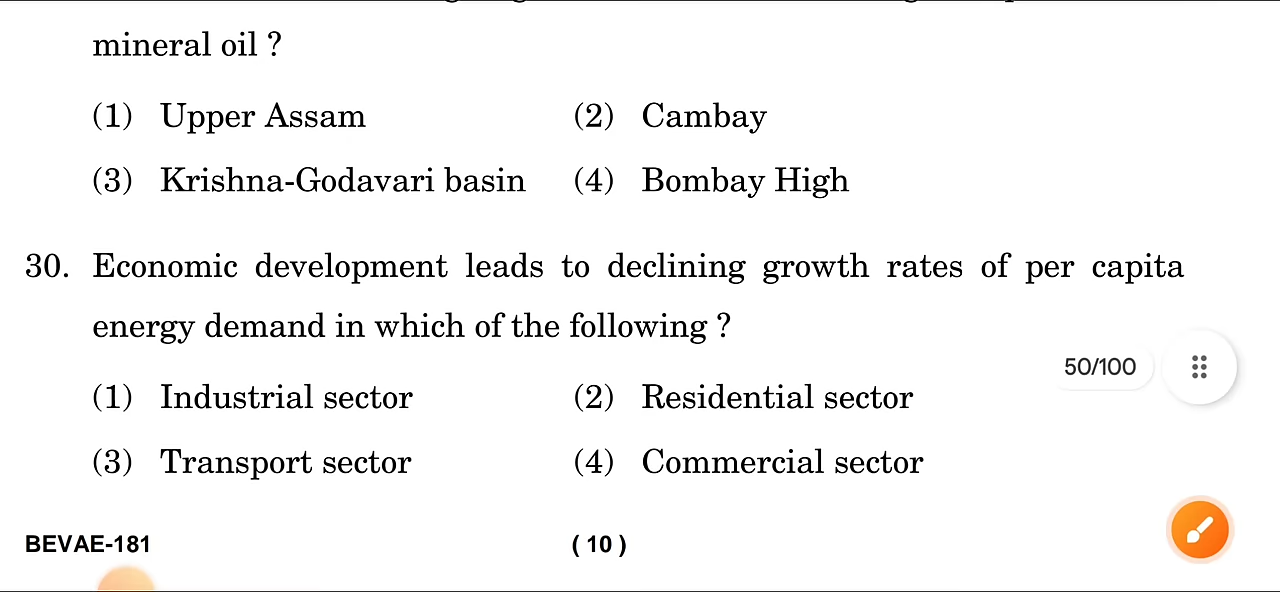 mineral oil ?
(1) Upper Assam (2) Cambay
(3) Krishna-Godavari basin (4) Bombay High
30. Economic development leads to declining growth rates of per capita
energy demand in which of the following ?
50/100
(1) Industrial sector (2) Residential sector
(3) Transport sector (4) Commercial sector
BEVAE-181 ( 10 )